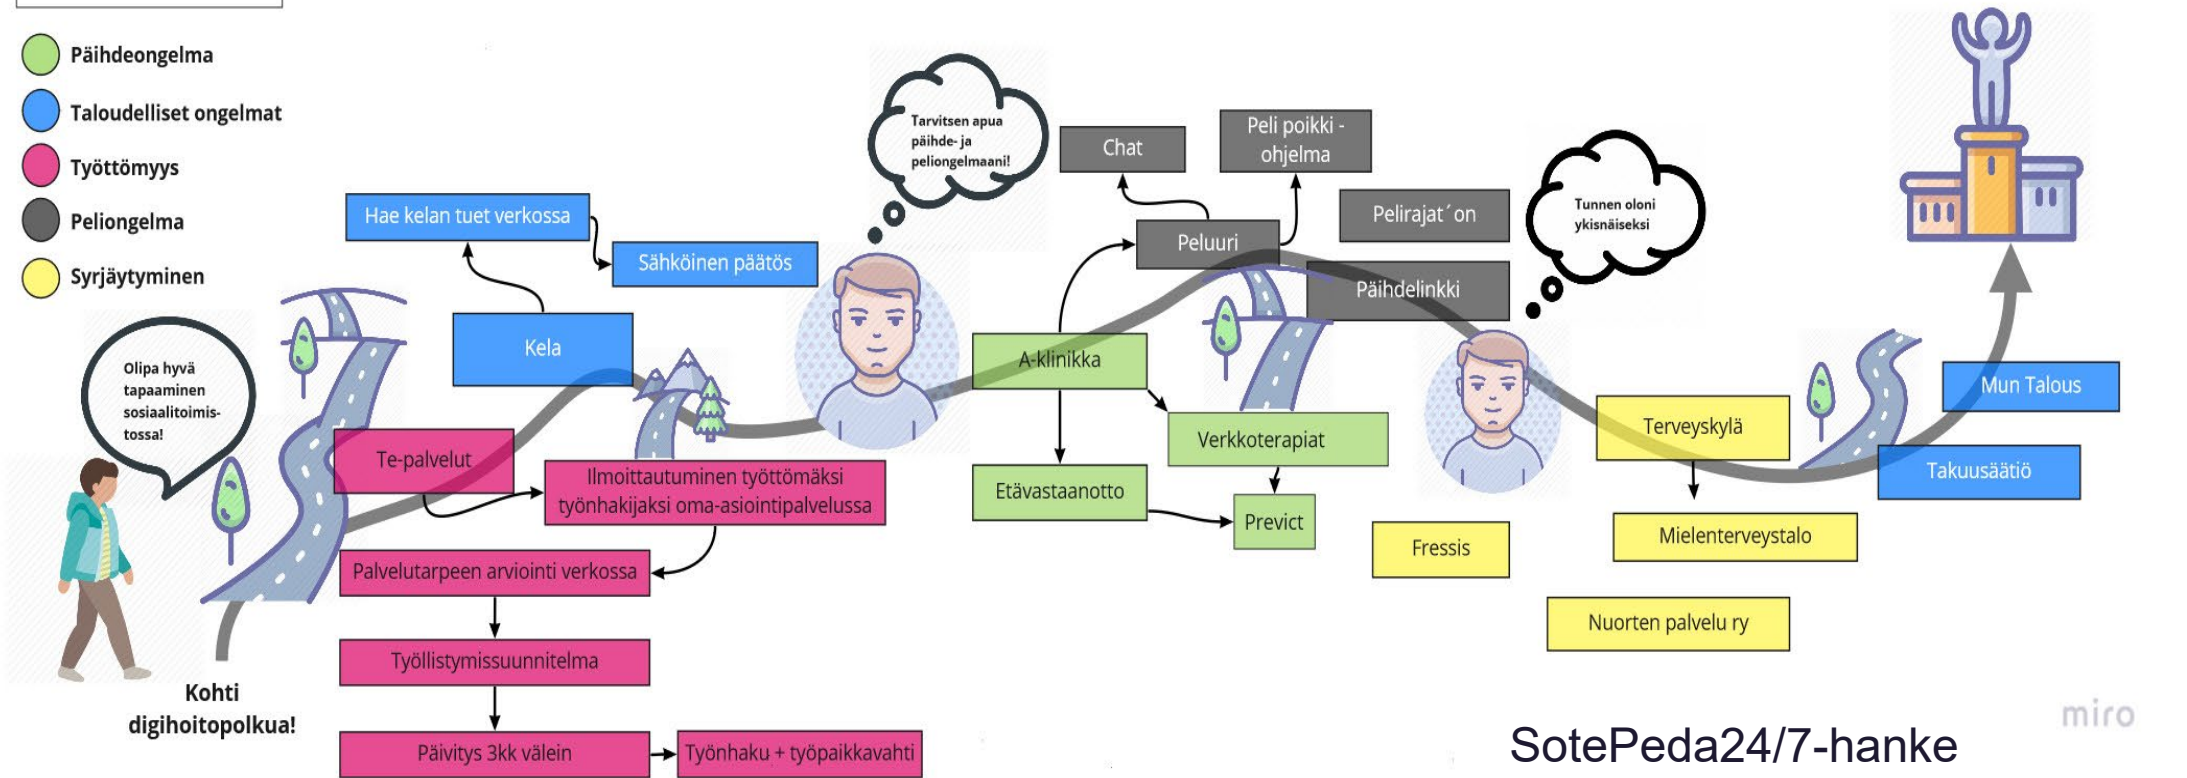 Päihdeongelma
Taloudelliset ongelmat
Työttömyys
Peliongelma
Syrjäytyminen
Olipa hyvä
tapaaminen
sosiaalitoimis-
tossa!
Kohti
digihoitopolkua!
Hae kelan tuet verkossa
Sähköinen päätös
Kela
Te-palvelut
Ilmoittautuminen työttömäksi
työnhakijaksi oma-asiointipalvelussa
Palvelutarpeen arviointi verkossa
Työllistymissuunnitelma
Päivitys 3kk välein
Työnhaku + työpaikkavahti
Tarvitsen apua
päihde- ja
peliongelmaani!
Chat
Peli poikki -
ohjelma
Peluuri
Pelirajat´on
Päihdelinkki
A-klinikka
Verkkoterapiat
Etävastaanotto
Previct
Tunnen oloni
ykisnäiseksi
Terveyskylä
Fressis
Mielenterveystalo
Nuorten palvelu ry
Mun Talous
Takuusäätiö
miro
SotePeda24/7-hanke